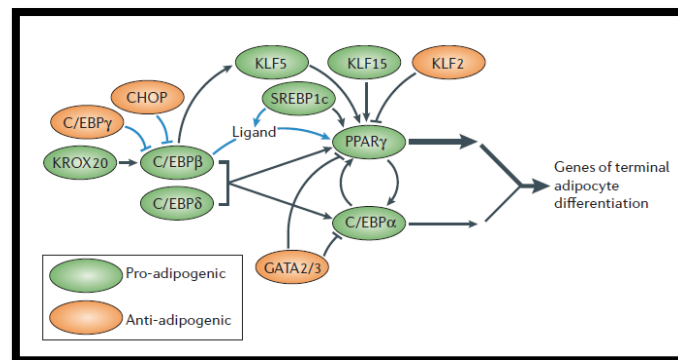 KLF5
KLF15
KLF2
CHOP
SREBP1c
C/EBPγ
Ligand
PPARγ
KROX20
C/EBPβ
Genes of terminal
adipocyte
differentiation
C/EBPδ
C/EBPα
GATA2/3
Pro-adipogenic
Anti-adipogenic